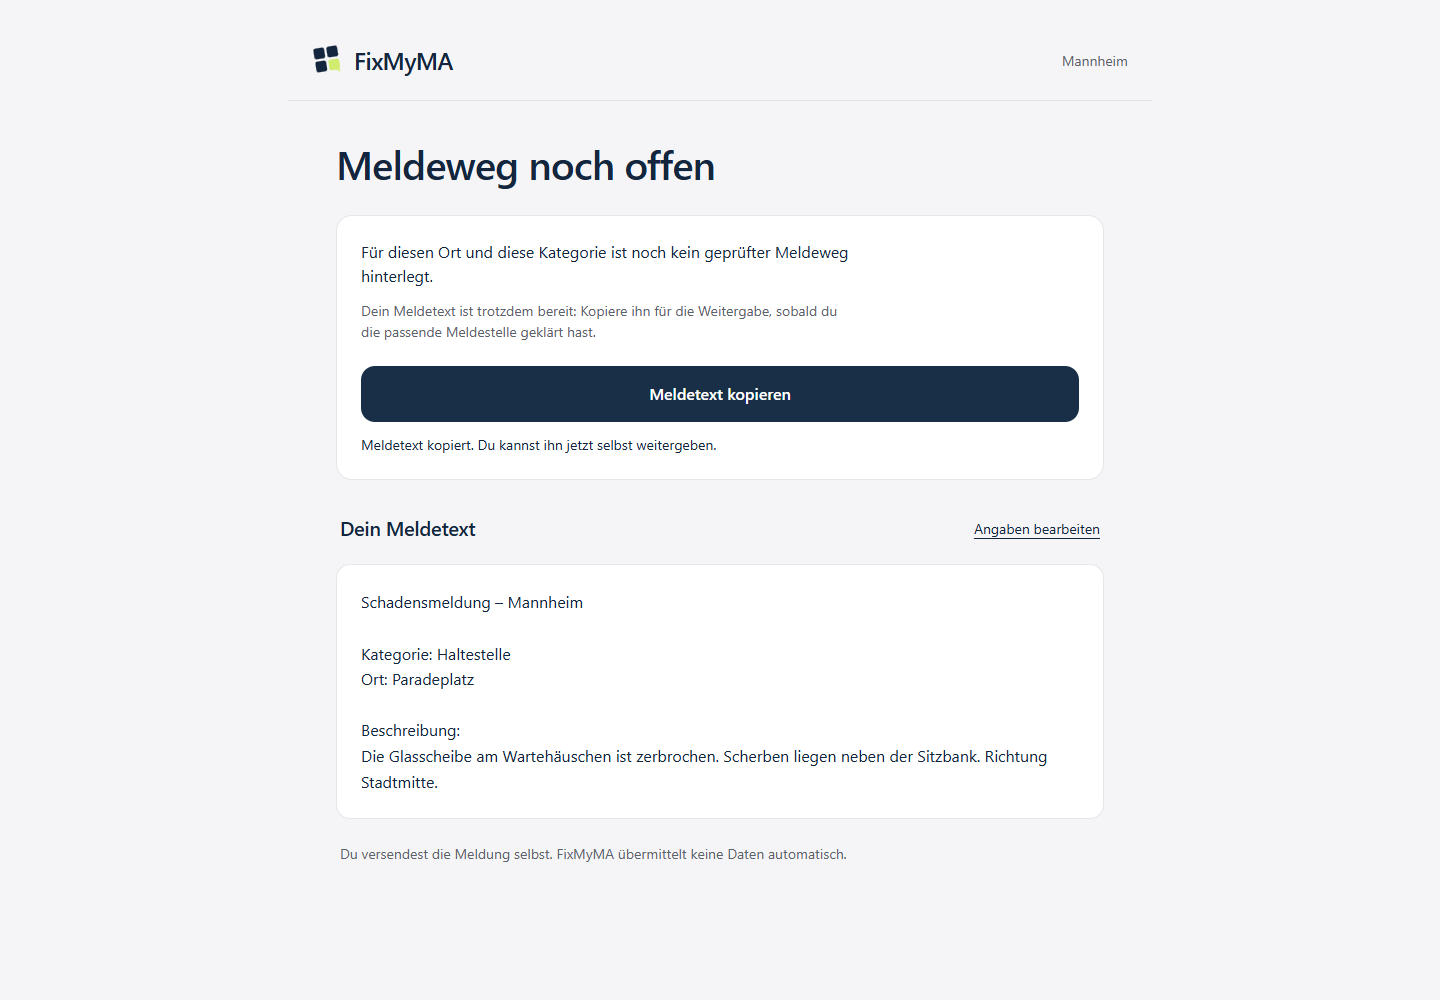 FixMyMA
Mannheim
Meldeweg noch offen
Für diesen Ort und diese Kategorie ist noch kein geprüfter Meldeweg
hinterlegt.
Dein Meldetext ist trotzdem bereit: Kopiere ihn für die Weitergabe, sobald du
die passende Meldestelle geklärt hast.
Meldetext kopieren
Meldetext kopiert. Du kannst ihn jetzt selbst weitergeben.
Dein Meldetext
Angaben bearbeiten
Schadensmeldung – Mannheim
Kategorie: Haltestelle
Ort: Paradeplatz
Beschreibung:
Die Glasscheibe am Wartehäuschen ist zerbrochen. Scherben liegen neben der Sitzbank. Richtung
Stadtmitte.
Du versendest die Meldung selbst. FixMyMA übermittelt keine Daten automatisch.